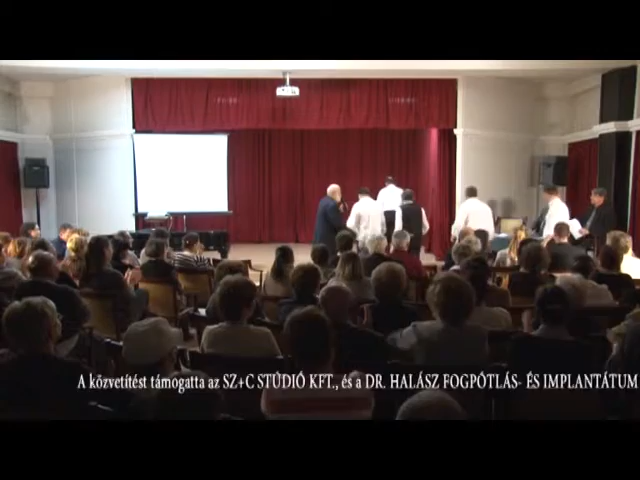 A közvetítést támogatta az SZ+C STÚDIÓ KFT., és a DR. HALÁSZ FOGPÓTLÁS- ÉS IMPLANTÁTUM